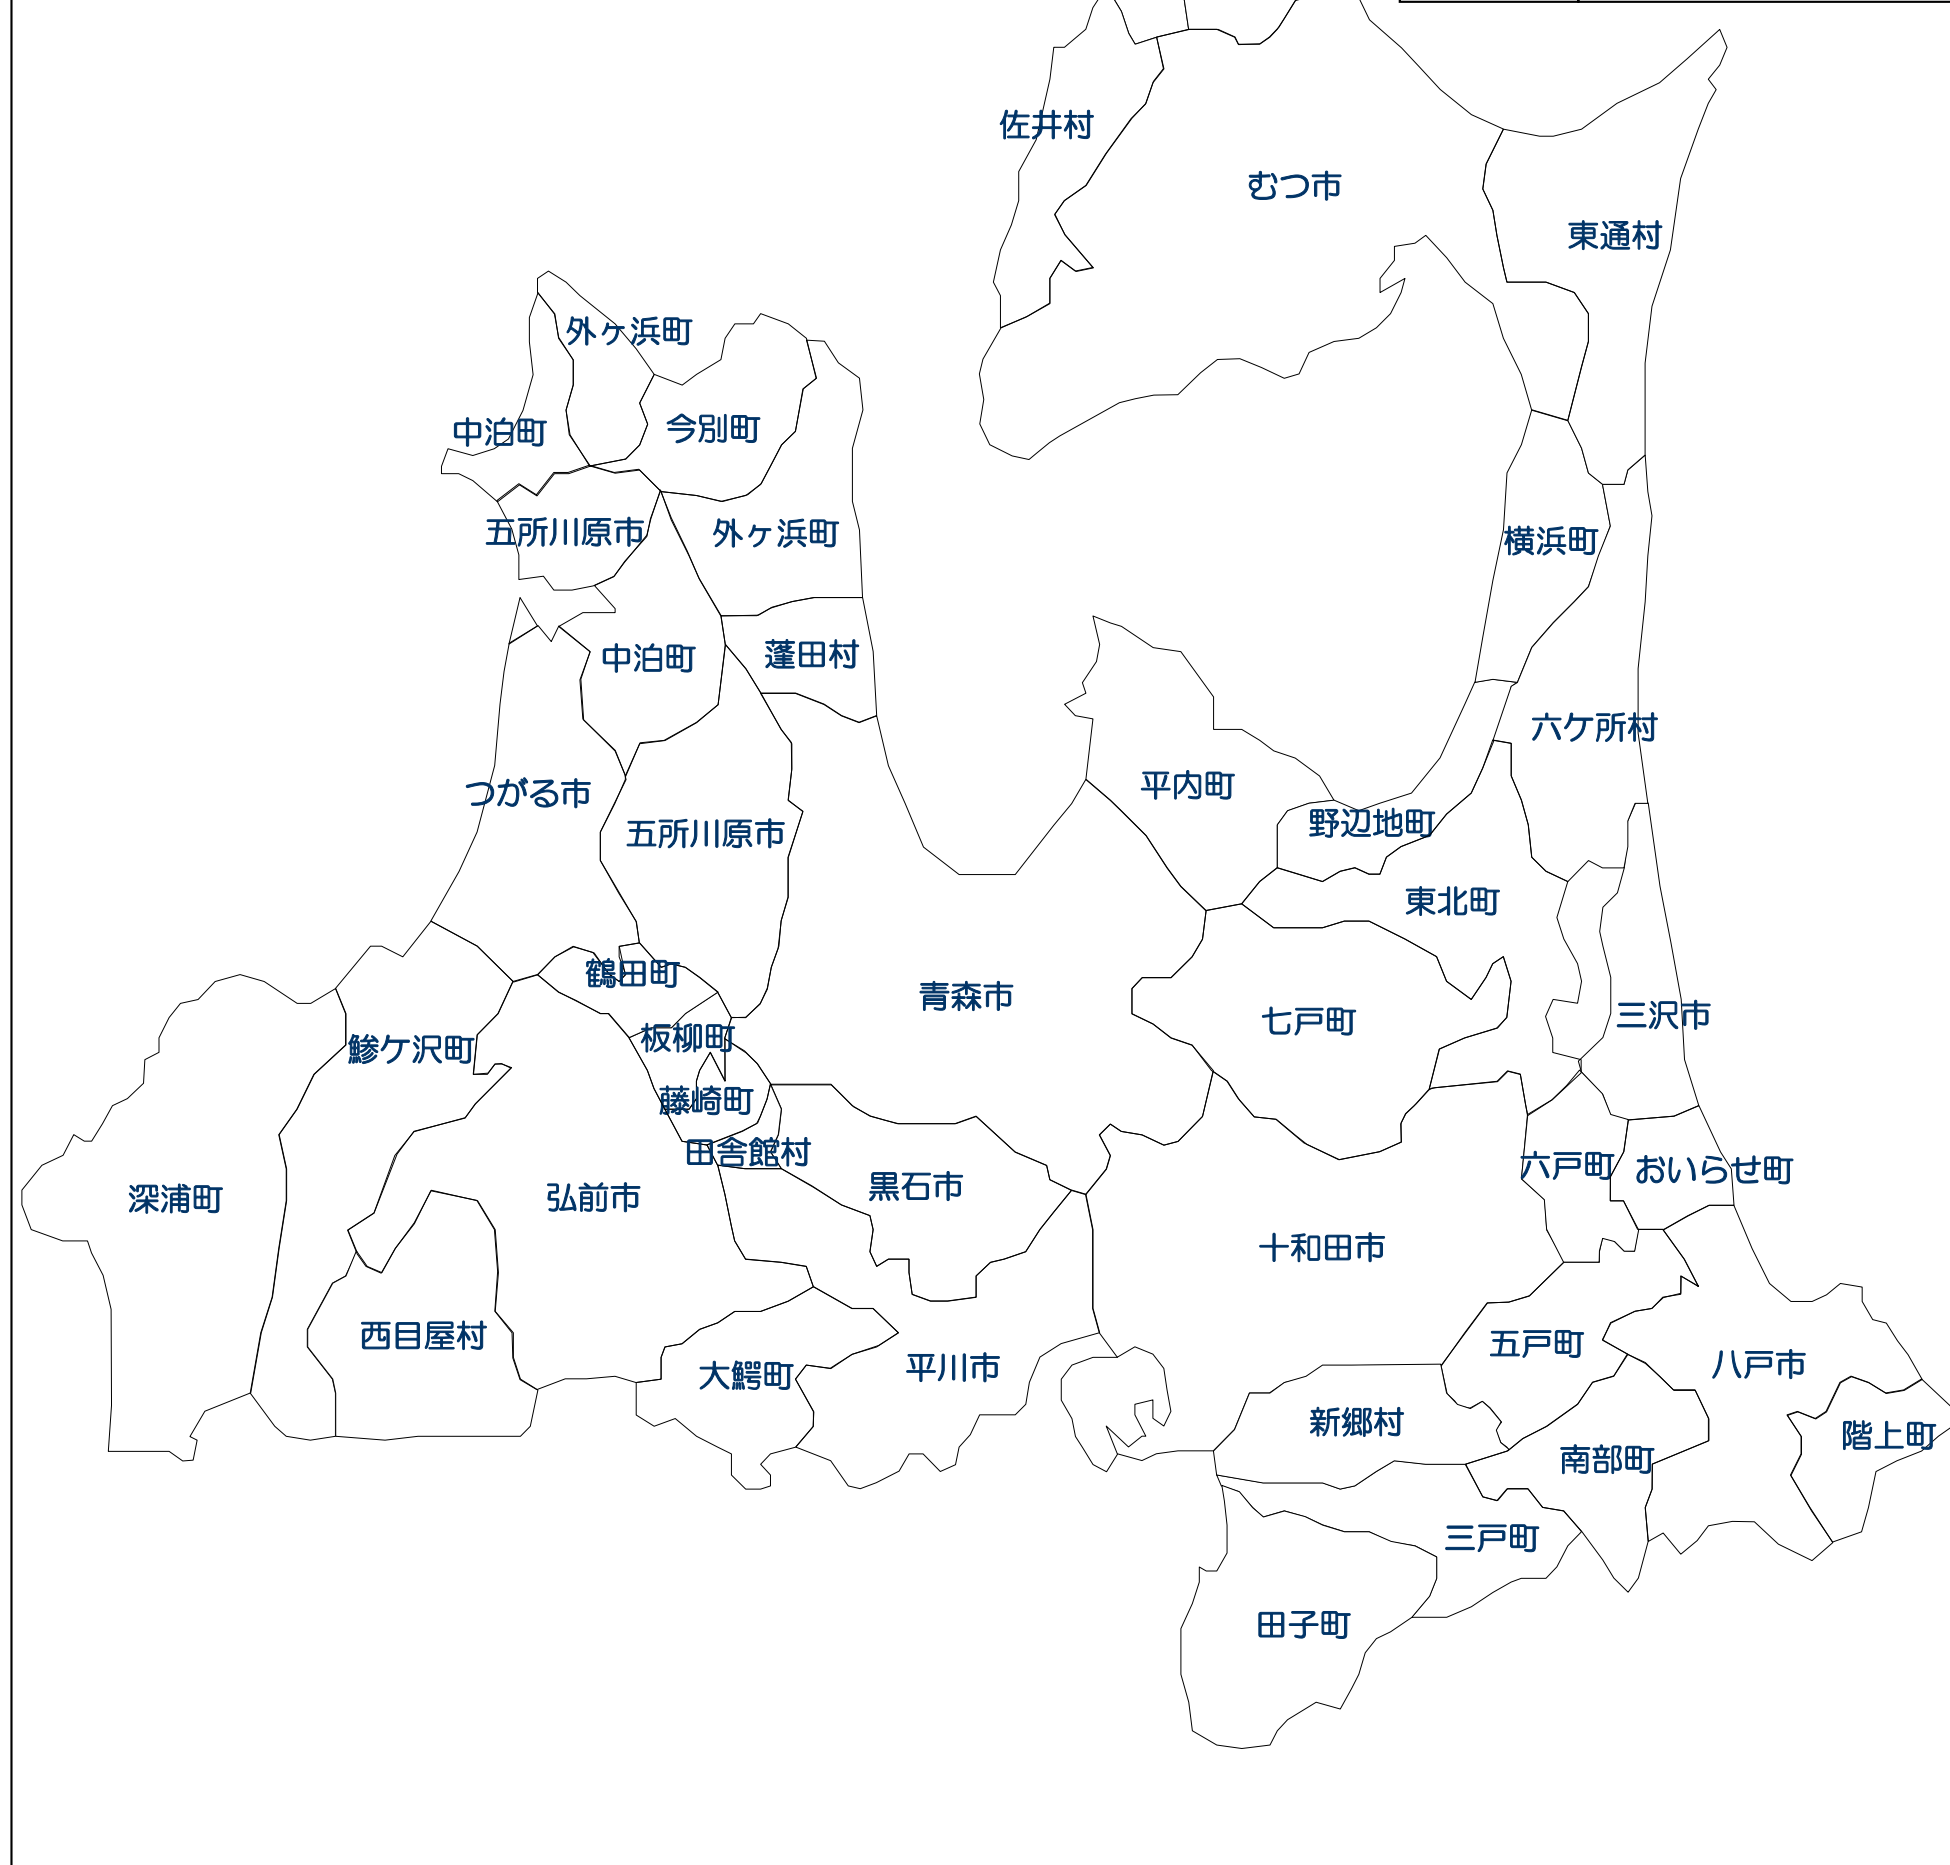 佐井村
むつ市
東通村
外ヶ浜町
今別町
中泊町
五所川原市
外ヶ浜町
横浜町
中泊町
蓬田村
六ケ所村
平内町
つがる市
野辺地町
五所川原市
東北町
鶴田町
青森市
三沢市
七戸町
板柳町
鰺ケ沢町
藤崎町
田舎館村
六戸町
おいらせ町
黒石市
深浦町
弘前市
十和田市
西目屋村
五戸町
八戸市
平川市
大鰐町
新郷村
階上町
南部町
三戸町
田子町